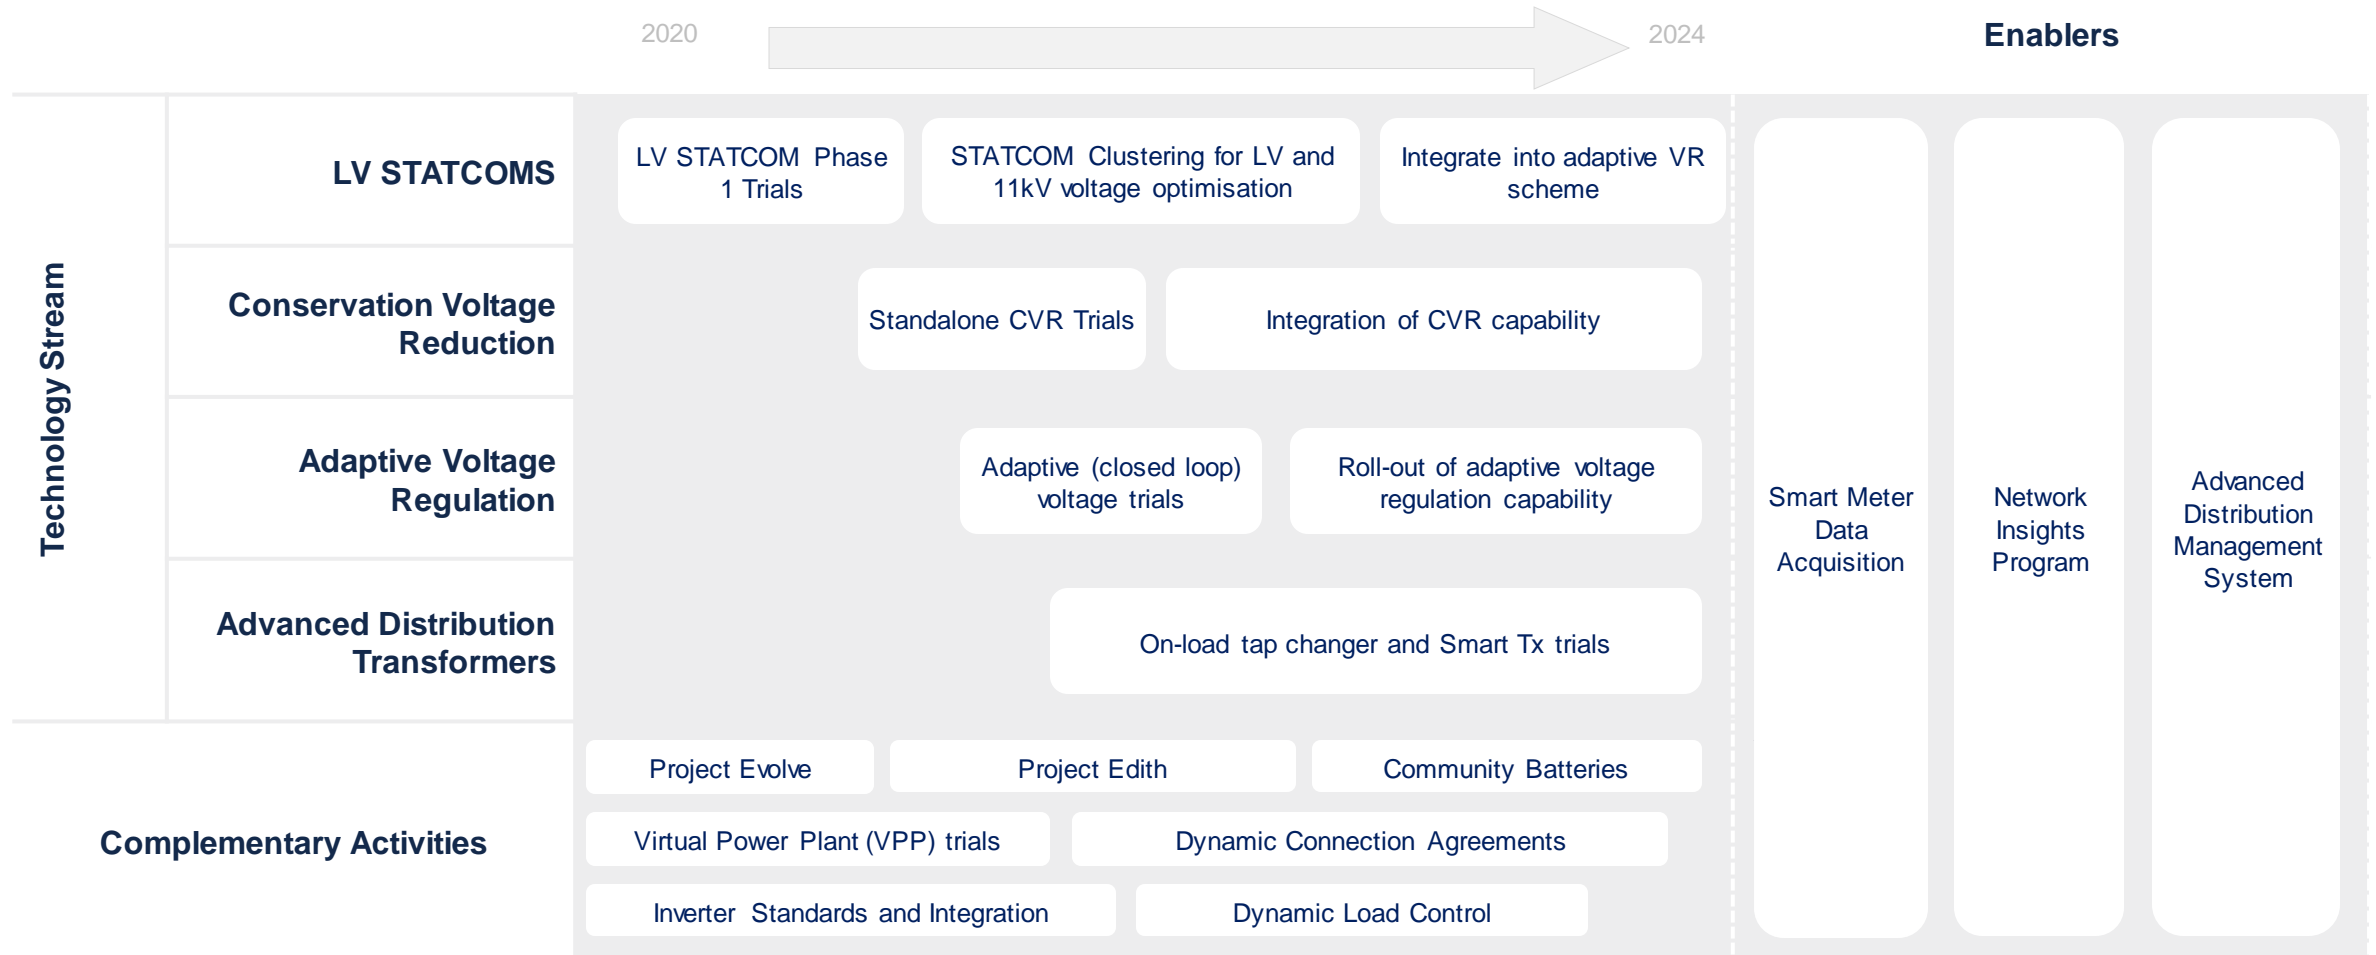 2020
2024
Enablers
Technology Stream
LV STATCOMS
LV STATCOM Phase
1 Trials
STATCOM Clustering for LV and
11kV voltage optimisation
Integrate into adaptive VR
scheme
Conservation Voltage
Reduction
Standalone CVR Trials
Integration of CVR capability
Adaptive Voltage
Regulation
Adaptive (closed loop)
voltage trials
Roll-out of adaptive voltage
regulation capability
Advanced Distribution
Transformers
On-load tap changer and Smart Tx trials
Complementary Activities
Project Evolve
Project Edith
Community Batteries
Virtual Power Plant (VPP) trials
Dynamic Connection Agreements
Inverter Standards and Integration
Dynamic Load Control
Smart Meter
Data
Acquisition
Network
Insights
Program
Advanced
Distribution
Management
System